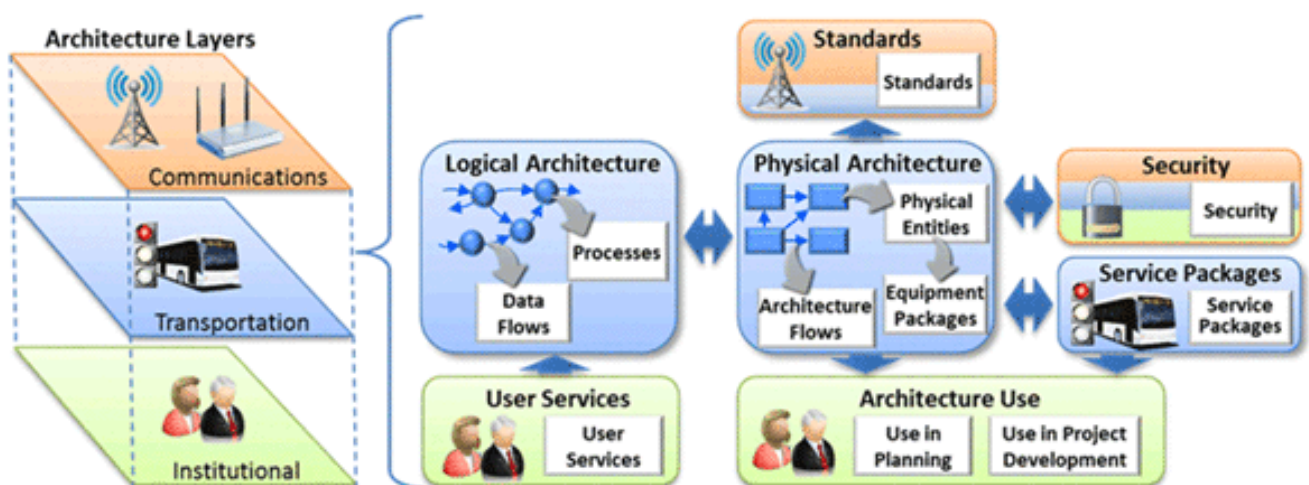 Architecture Layers
Communications
Transportation
Institutional
Standards
Standards
Logical Architecture
Processes
Data
Flows
Physical Architecture
Physical
Entities
Equipment
Packages
Architecture
Flows
Security
Security
Service Packages
Service
Packages
User Services
User
Services
Architecture Use
Use in
Planning
Use in Project
Development